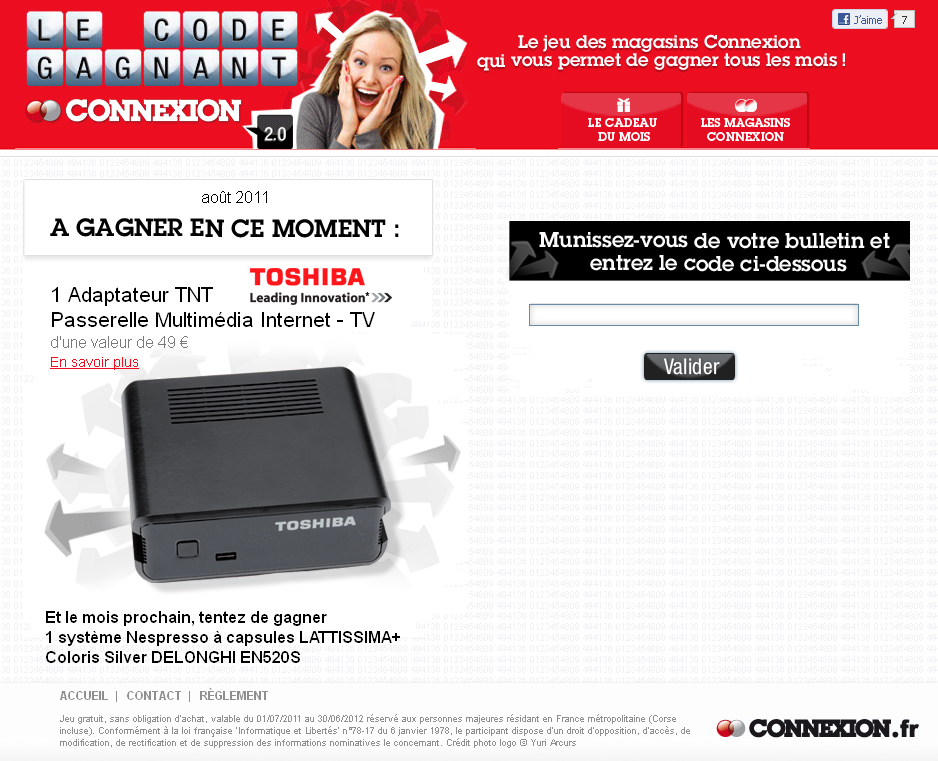 LE CODE
GAGNANT
CONNEXION
2.0
Le jeu des magasins Connexion
qui vous permet de gagner tous les mois !
J'aime 7
LE CADEAU
DU MOIS
LES MAGASINS
CONNEXION
août 2011
A GAGNER EN CE MOMENT :
TOSHIBA
Leading Innovation*
1 Adaptateur TNT
Passerelle Multimédia Internet - TV
d'une valeur de 49 €
En savoir plus
TOSHIBA
Et le mois prochain, tentez de gagner
1 système Nespresso à capsules LATTISSIMA+
Coloris Silver DELONGHI EN520S
Munissez-vous de votre bulletin et
entrez le code ci-dessous
Valider
ACCUEIL | CONTACT | RÈGLEMENT
Jeu gratuit, sans obligation d'achat, valable du 01/07/2011 au 30/06/2012 réservé aux personnes majeures résidant en France métropolitaine (Corse
incluse). Conformément à la loi française 'Informatique et Libertés' n°78-17 du 6 janvier 1978, le participant dispose d'un droit d'opposition, d'accès, de
modification, de rectification et de suppression des informations nominatives le concernant. Crédit photo logo © Yuri Arcurs
CONNEXION.fr